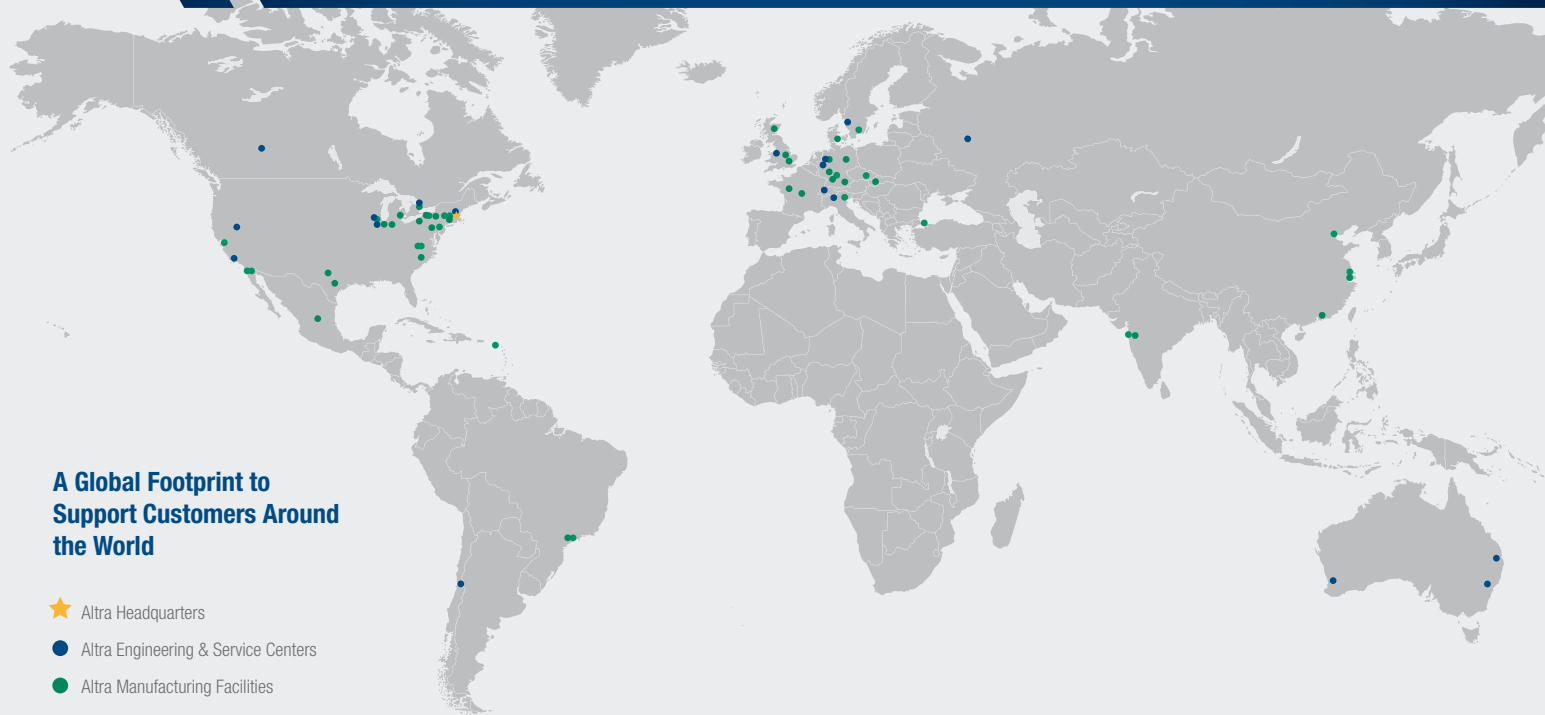 A Global Footprint to
Support Customers Around
the World
Altra Headquarters
Altra Engineering & Service Centers
Altra Manufacturing Facilities